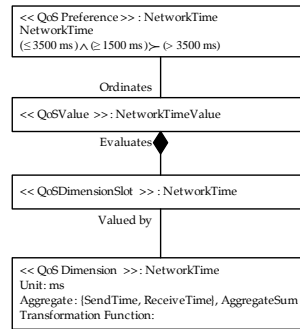 << QoS Preference >> : NetworkTime
NetworkTime
(≤ 3500 ms) ∧ (≥ 1500 ms) ≻ (> 3500 ms)
Ordinates
<< QoSValue >> : NetworkTimeValue
Evaluates
<< QoSDimensionSlot >> : NetworkTime
Valued by
<< QoS Dimension >> : NetworkTime
Unit: ms
Aggregate : {SendTime, ReceiveTime}, AggregateSum
Transformation Function: